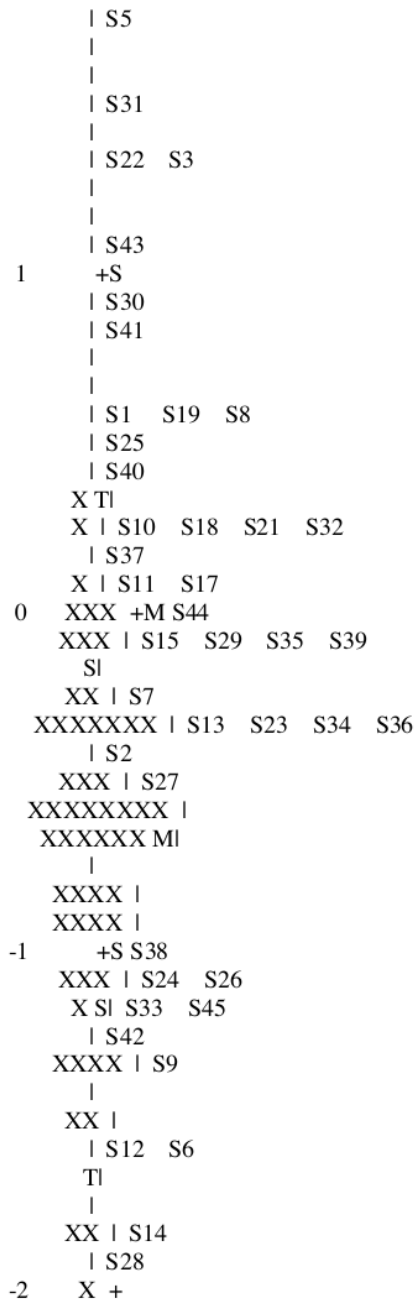 | S5
|
|
| S31
|
| S22 S3
|
|
| S43
1 +S
| S30
| S41
|
|
| S1 S19 S8
| S25
| S40
X T|
X | S10 S18 S21 S32
| S37
X | S11 S17
0 XXX +M S44
XXX | S15 S29 S35 S39
S|
XX | S7
XXXXXXX | S13 S23 S34 S36
| S2
XXX | S27
XXXXXXXX |
XXXXXX M|
|
XXXX |
XXXX |
-1 +S S38
XXX | S24 S26
X S| S33 S45
| S42
XXXX | S9
|
XX |
| S12 S6
T|
|
XX | S14
| S28
-2 X +